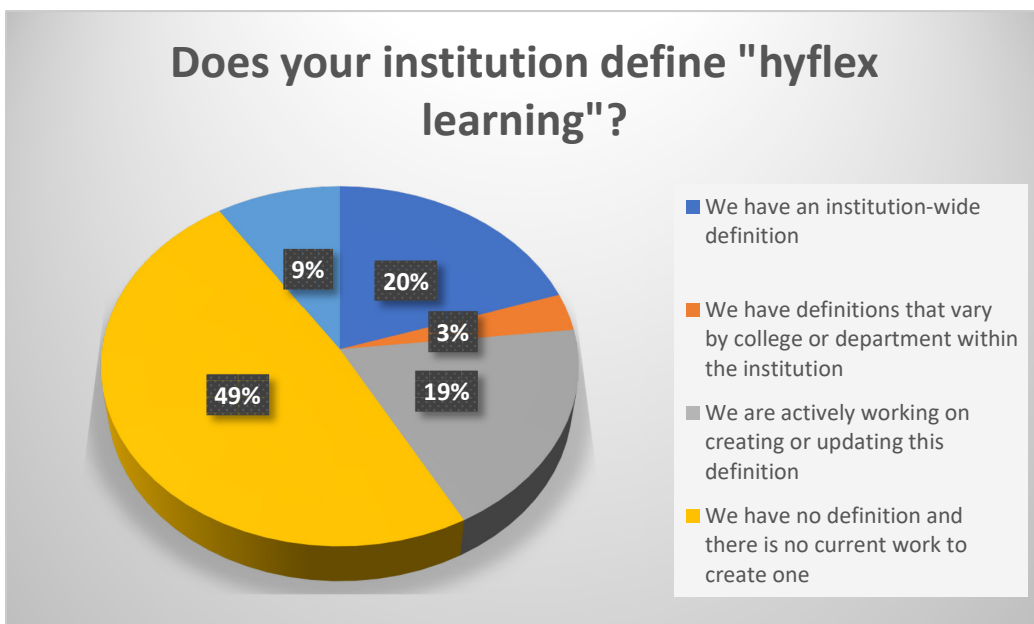 Does your institution define "hyflex
learning"?
9%
20%
3%
19%
49%
We have an institution-wide
definition
We have definitions that vary
by college or department within
the institution
We are actively working on
creating or updating this
definition
We have no definition and
there is no current work to
create one